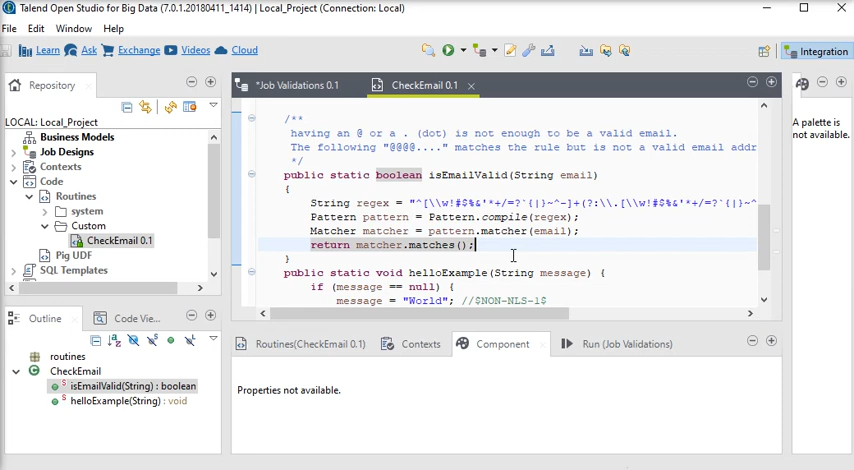 Talend Open Studio for Big Data (7.0.1.20180411_1414) | Local_Project (Connection: Local)
File Edit Window Help
Learn Ask Exchange Videos Cloud Integration
Repository
LOCAL: Local_Project
Business Models
Job Designs
Contexts
Code
Routines
system
Custom
CheckEmail 0.1
Pig UDF
SQL Templates
*Job Validations 0.1 CheckEmail 0.1
/**
having an @ or a . (dot) is not enough to be a valid email.
The following "@@@@...." matches the rule but is not a valid email addr
*/
public static boolean isEmailValid(String email)
{
String regex = "^[\\w!#$%&'*+/=?`{|}~^-]+(?:\\.[\\w!#$%&'*+/=?`{|}~^
Pattern pattern = Pattern.compile(regex);
Matcher matcher = pattern.matcher(email);
return matcher.matches();
}
public static void helloExample(String message) {
if (message == null) {
message = "World"; //$NON-NLS-1$
A palette is
not available.
Outline Code Vie...
routines
CheckEmail
isEmailValid(String) : boolean
helloExample(String) : void
Routines(CheckEmail 0.1) Contexts Component Run (Job Validations)
Properties not available.